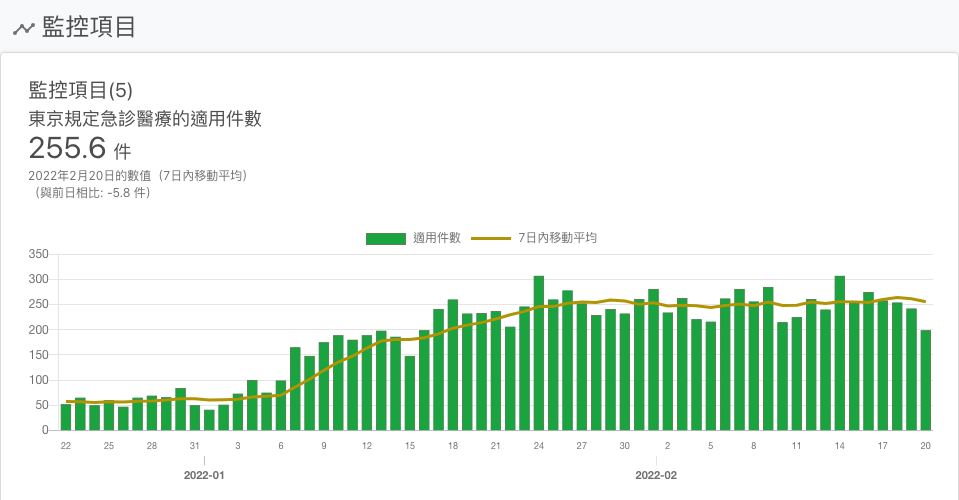 監控項目
監控項目(5)
東京規定急診醫療的適用件數
255.6 件
2022年2月20日的數值（7日內移動平均）
（與前日相比: -5.8 件）
適用件數 7日內移動平均
350
300
250
200
150
100
50
0
22 25 28 31 3 6 9 12 15 18 21 24 27 30 2 5 8 11 14 17 20
2022-01 2022-02